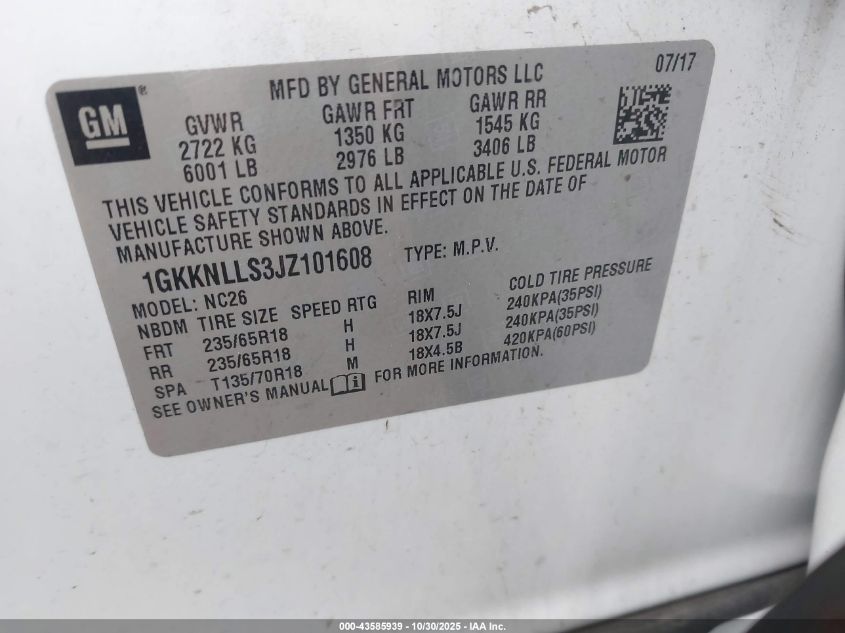 GM®
MFD BY GENERAL MOTORS LLC 07/17
GVWR GAWR FRT GAWR RR
2722 KG 1350 KG 1545 KG
6001 LB 2976 LB 3406 LB
THIS VEHICLE CONFORMS TO ALL APPLICABLE U.S. FEDERAL MOTOR
VEHICLE SAFETY STANDARDS IN EFFECT ON THE DATE OF
MANUFACTURE SHOWN ABOVE.
1GKKNLLS3JZ101608 TYPE: M.P.V.
MODEL: NC26
NBDM TIRE SIZE SPEED RTG RIM COLD TIRE PRESSURE
FRT 235/65R18 H 18X7.5J 240KPA(35PSI)
RR 235/65R18 H 18X7.5J 240KPA(35PSI)
SPA T135/70R18 M 18X4.5B 420KPA(60PSI)
SEE OWNER'S MANUAL FOR MORE INFORMATION.
000-43585939 - 10/30/2025 - IAA Inc.